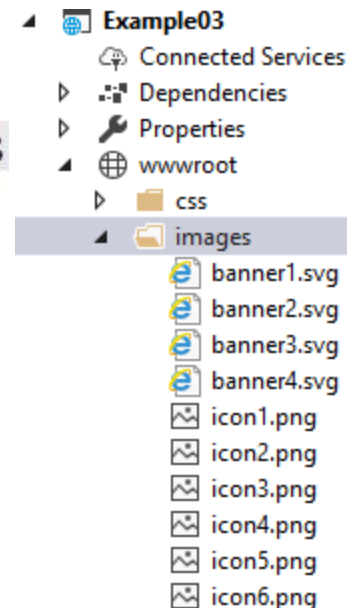 Example03
Connected Services
Dependencies
Properties
wwwroot
css
images
banner1.svg
banner2.svg
banner3.svg
banner4.svg
icon1.png
icon2.png
icon3.png
icon4.png
icon5.png
icon6.png